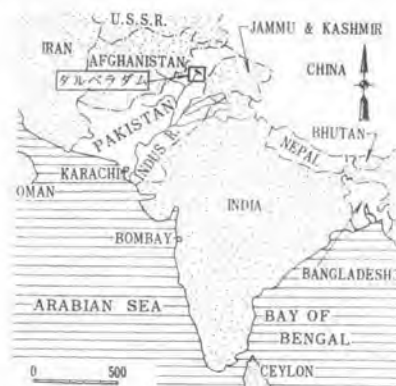 U.S.S.R.
JAMMU & KASHMIR
IRAN
AFGHANISTAN
CHINA
タルベラダム
PAKISTAN
INDUS R.
NEPAL
BHUTAN
KARACHI
OMAN
INDIA
BOMBAY
BANGLADESH
ARABIAN SEA
BAY OF
BENGAL
CEYLON
0 500